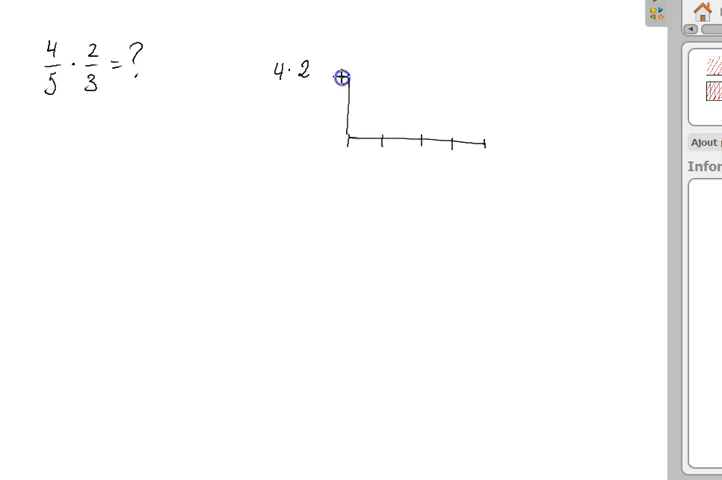 4/5 · 2/3 = ?
4 · 2
Ajout
Infor